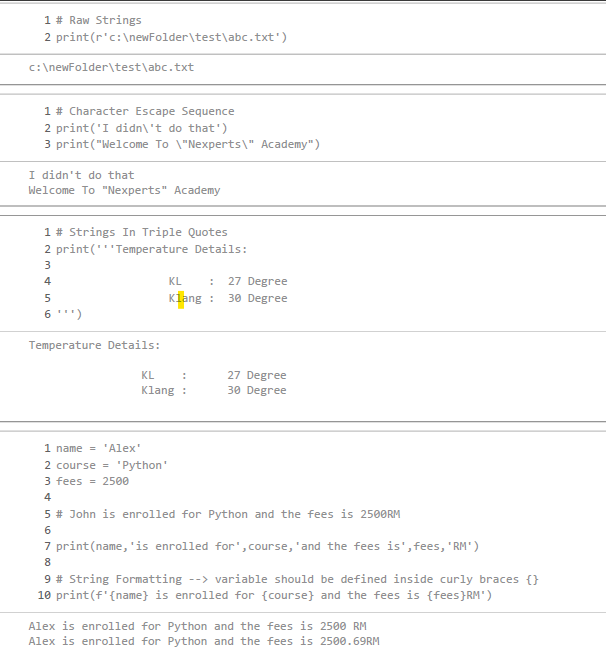 1 # Raw Strings
2 print(r'c:\newFolder\test\abc.txt')
c:\newFolder\test\abc.txt
1 # Character Escape Sequence
2 print('I didn\'t do that')
3 print("Welcome To \"Nexperts\" Academy")
I didn't do that
Welcome To "Nexperts" Academy
1 # Strings In Triple Quotes
2 print('''Temperature Details:
3
4                  KL    :  27 Degree
5                  Klang :  30 Degree
6 ''')
Temperature Details:
                 KL    :      27 Degree
                 Klang :      30 Degree
1 name = 'Alex'
2 course = 'Python'
3 fees = 2500
4
5 # John is enrolled for Python and the fees is 2500RM
6
7 print(name,'is enrolled for',course,'and the fees is',fees,'RM')
8
9 # String Formatting --> variable should be defined inside curly braces {}
10 print(f'{name} is enrolled for {course} and the fees is {fees}RM')
Alex is enrolled for Python and the fees is 2500 RM
Alex is enrolled for Python and the fees is 2500.69RM